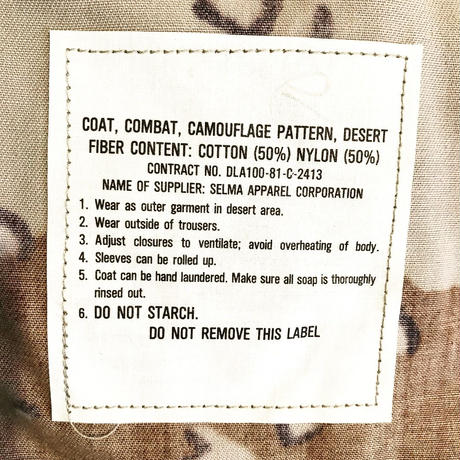 COAT, COMBAT, CAMOUFLAGE PATTERN, DESERT
FIBER CONTENT: COTTON (50%) NYLON (50%)
CONTRACT NO. DLA100-81-C-2413
NAME OF SUPPLIER: SELMA APPAREL CORPORATION
1. Wear as outer garment in desert area.
2. Wear outside of trousers.
3. Adjust closures to ventilate; avoid overheating of body.
4. Sleeves can be rolled up.
5. Coat can be hand laundered. Make sure all soap is thoroughly
rinsed out.
6. DO NOT STARCH.
DO NOT REMOVE THIS LABEL